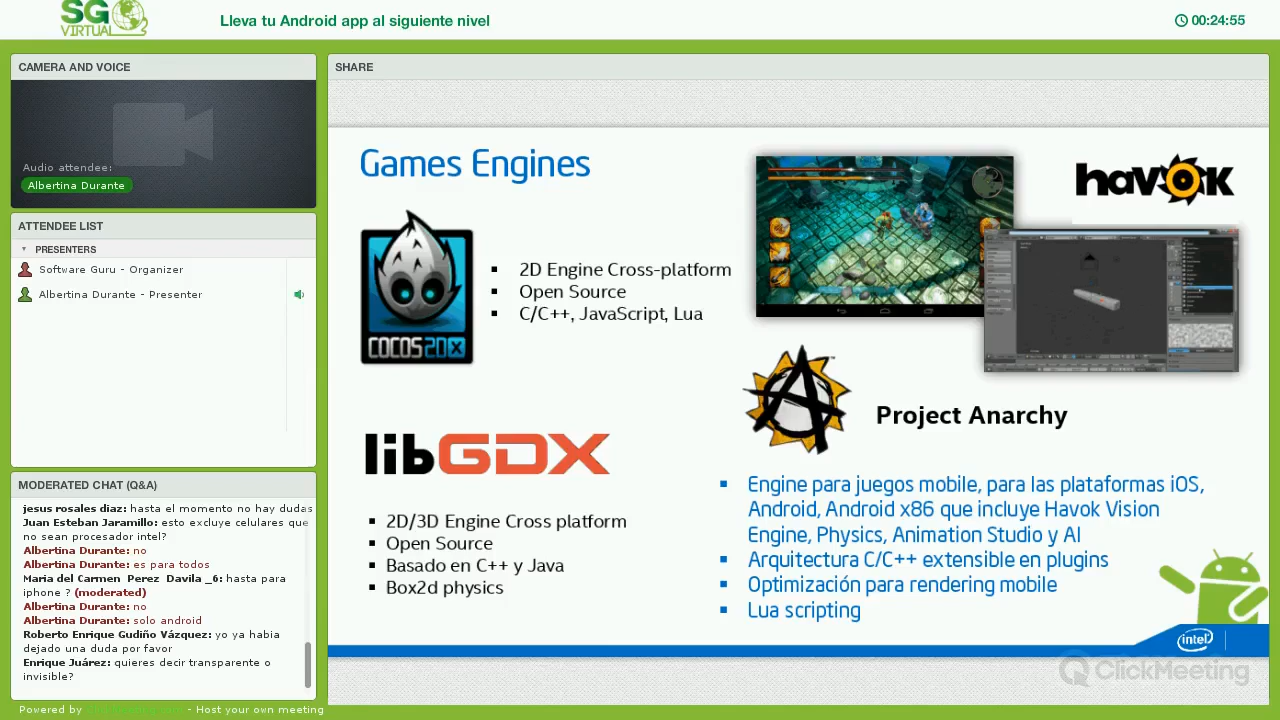 SG
VIRTUAL
Lleva tu Android app al siguiente nivel
00:24:55
CAMERA AND VOICE
Audio attendee:
Albertina Durante
ATTENDEE LIST
PRESENTERS
Software Guru - Organizer
Albertina Durante - Presenter
MODERATED CHAT (Q&A)
jesus rosales diaz: hasta el momento no hay dudas
Juan Esteban Jaramillo: esto excluye celulares que
no sean procesador intel?
Albertina Durante: no
Albertina Durante: es para todos
Maria del Carmen Perez Davila _6: hasta para
iphone ? (moderated)
Albertina Durante: no
Albertina Durante: solo android
Roberto Enrique Gudiño Vázquez: yo ya habia
dejado una duda por favor
Enrique Juárez: quieres decir transparente o
invisible?
Powered by
- Host your own meeting
SHARE
Games Engines
COCOS2DX
2D Engine Cross-platform
Open Source
C/C++, JavaScript, Lua
libGDX
2D/3D Engine Cross platform
Open Source
Basado en C++ y Java
Box2d physics
havok
Project Anarchy
Engine para juegos mobile, para las plataformas iOS,
Android, Android x86 que incluye Havok Vision
Engine, Physics, Animation Studio y AI
Arquitectura C/C++ extensible en plugins
Optimización para rendering mobile
Lua scripting
intel
ClickMeeting